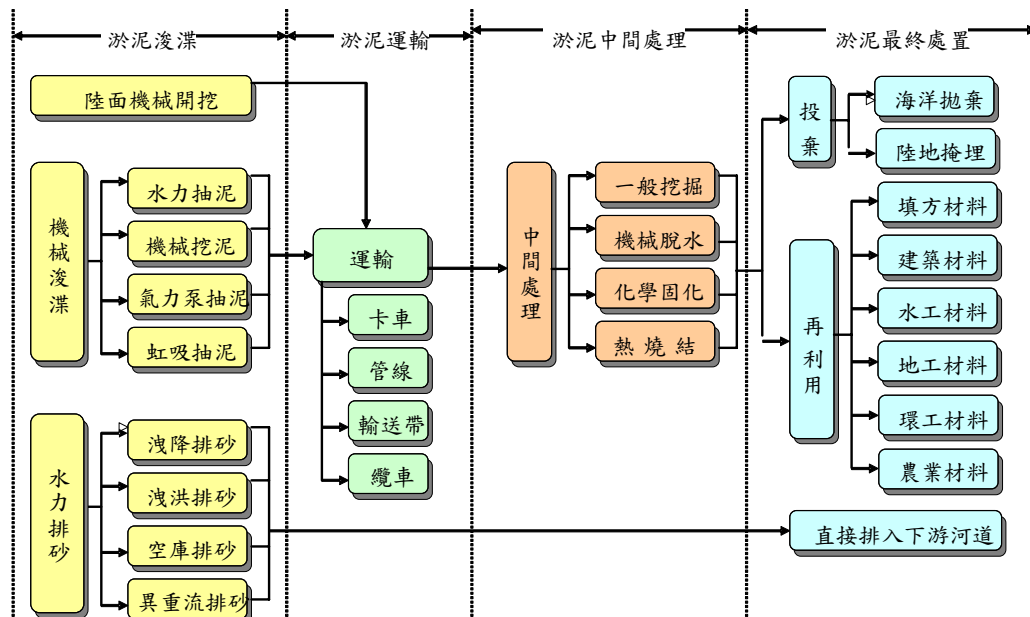 淤泥浚渫
淤泥運輸
淤泥中間處理
淤泥最終處置
陸面機械開挖
機械浚渫
水力抽泥
機械挖泥
氣力泵抽泥
虹吸抽泥
水力排砂
洩降排砂
洩洪排砂
空庫排砂
異重流排砂
運輸
卡車
管線
輸送帶
纜車
中間處理
一般挖掘
機械脫水
化學固化
熱燒結
投棄
海洋拋棄
陸地掩埋
再利用
填方材料
建築材料
水工材料
地工材料
環工材料
農業材料
直接排入下游河道